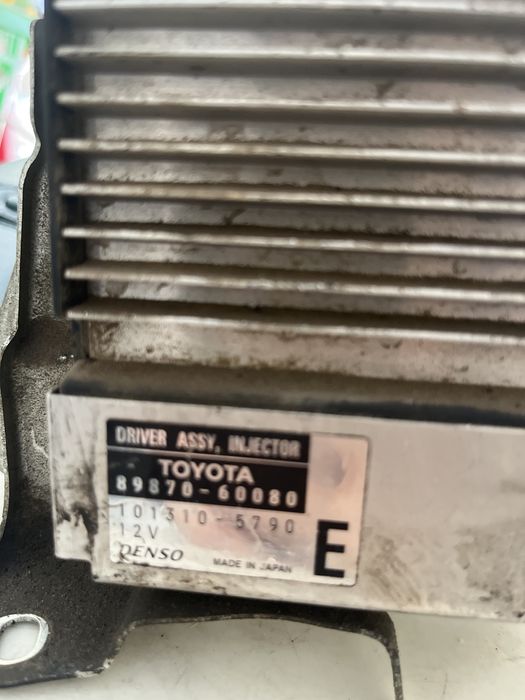 DRIVER ASSY, INJECTOR
TOYOTA
89870-60080
101310-5790
12V
DENSO MADE IN JAPAN
E